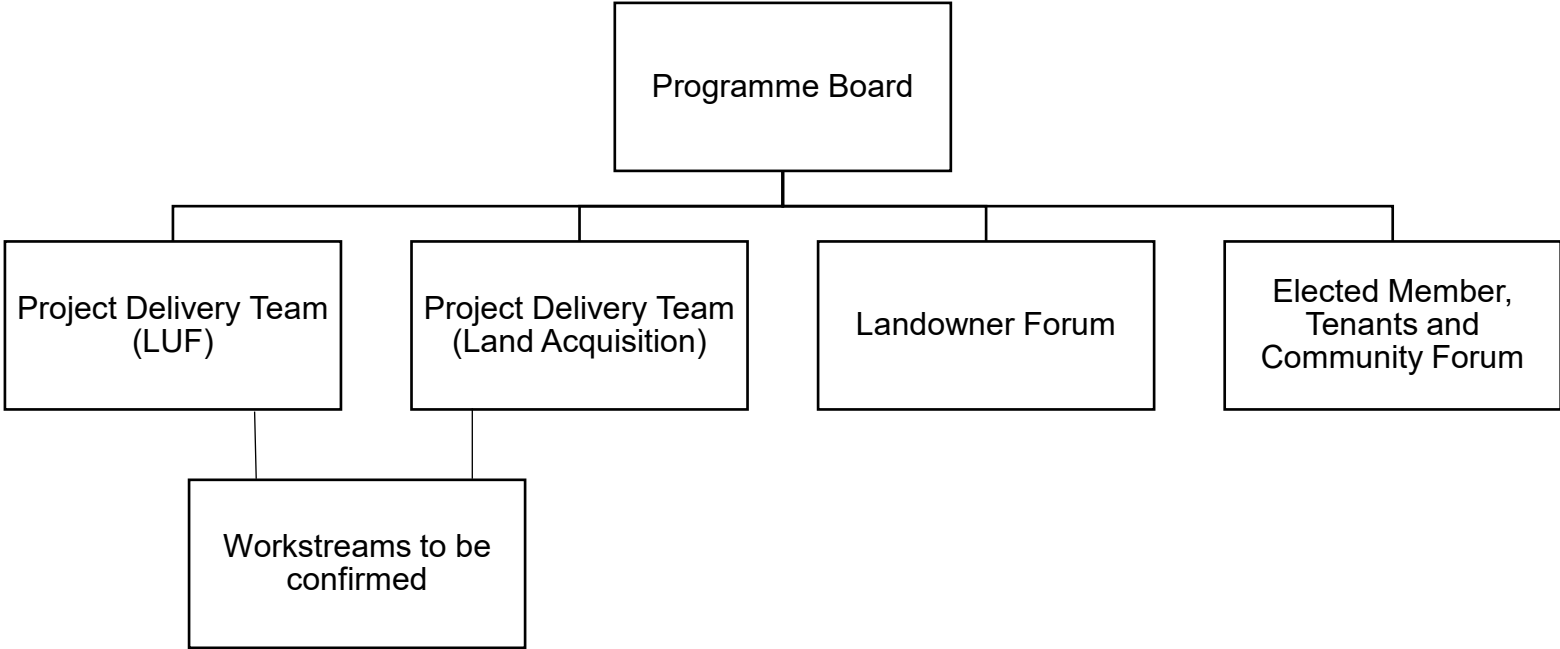 Programme Board
Project Delivery Team
(LUF)
Project Delivery Team
(Land Acquisition)
Landowner Forum
Elected Member,
Tenants and
Community Forum
Workstreams to be
confirmed